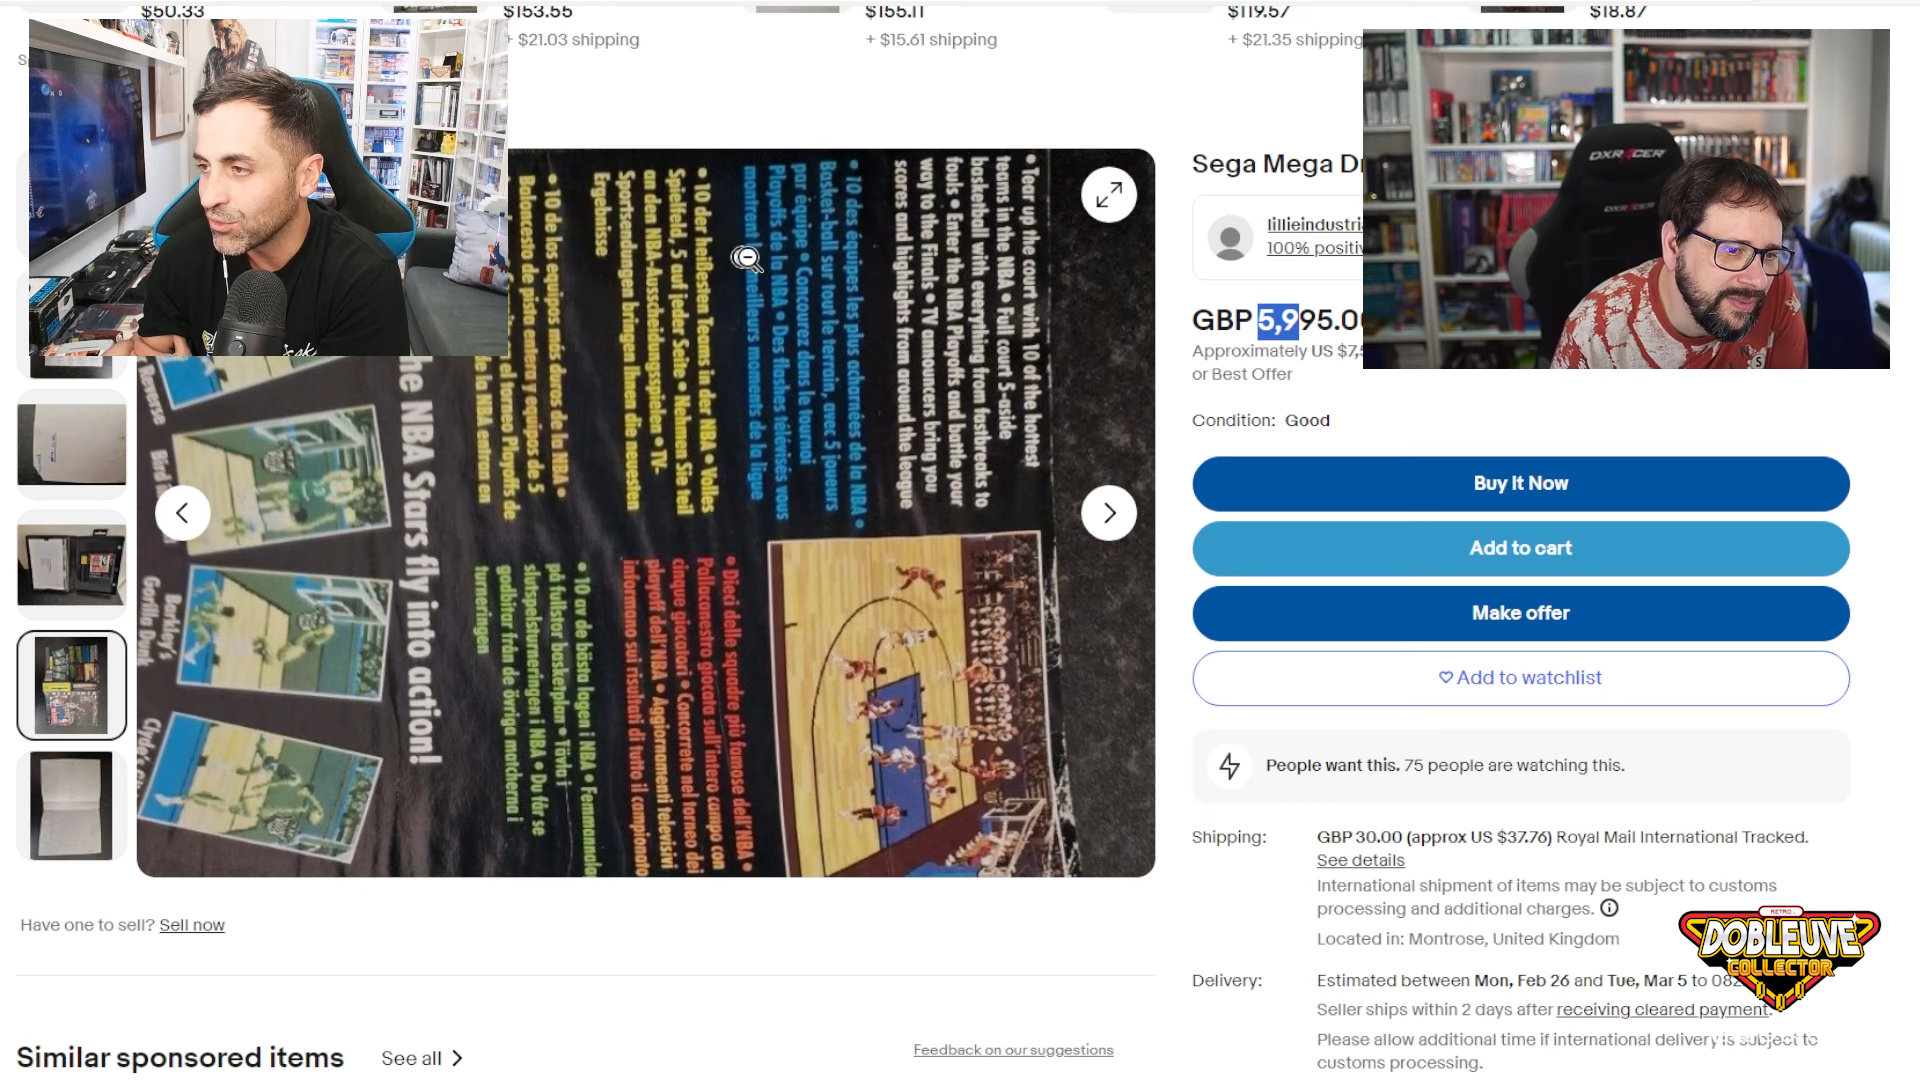 $50.33
$153.55
+ $21.03 shipping
$155.11
+ $15.61 shipping
$119.57
+ $21.35 shipping
$18.87
Sega Mega
lillieindustri
100% positiv
GBP 5,995.0
Approximately US $7,
or Best Offer
Condition: Good
Buy It Now
Add to cart
Make offer
Add to watchlist
People want this. 75 people are watching this.
Shipping: GBP 30.00 (approx US $37.76) Royal Mail International Tracked.
See details
International shipment of items may be subject to customs
processing and additional charges.
Located in: Montrose, United Kingdom
Delivery: Estimated between Mon, Feb 26 and Tue, Mar 5 to 082
Seller ships within 2 days after receiving cleared payment.
Please allow additional time if international delivery is subject to
customs processing.
• Tear up the court with 10 of the hottest
teams in the NBA • Full court 5-aside
basketball with everything from fastbreaks to
fouls • Enter the NBA Playoffs and battle your
way to the Finals • TV announcers bring you
scores and highlights from around the league
• 10 des équipes les plus acharnées de la NBA •
Basket-ball sur tout le terrain, avec 5 joueurs
par équipe • Concourez dans le tournoi
Playoffs de la NBA • Des flashes télévisés vous
montrent les meilleurs moments de la ligue
• 10 der heißesten Teams in der NBA • Volles
Spielfeld, 5 auf jeder Seite • Nehmen Sie teil
an den NBA-Ausscheidungsspielen • TV-
Sportsendungen bringen Ihnen die neuesten
Ergebnisse
• 10 de los equipos más duros de la NBA •
Baloncesto de pista entera y equipos de 5
el torneo Playoffs de
de la NBA eran en
• Dieci delle squadre più famose dell'NBA •
Pallacanestro giocata sull'intero campo con
cinque giocatori • Concorrete nel torneo dei
playoff dell'NBA • Aggiornamenti televisivi
informano sui risultati di tutto il campionato
• 10 av de bästa lagen i NBA • Femmannalag
på fullstor basketplan • Tävla i
slutspelsturneringen i NBA • Du får se
godbitar från de övriga matcherna i
turneringen
he NBA Stars fly into action!
Reverse
Bird
Barkley's
Gorilla Dunk
Clyde's
DXRACER
DXRACER
RETRO
DOBLEUVE
COLLECTOR
Have one to sell? Sell now
Similar sponsored items
See all
Feedback on our suggestions